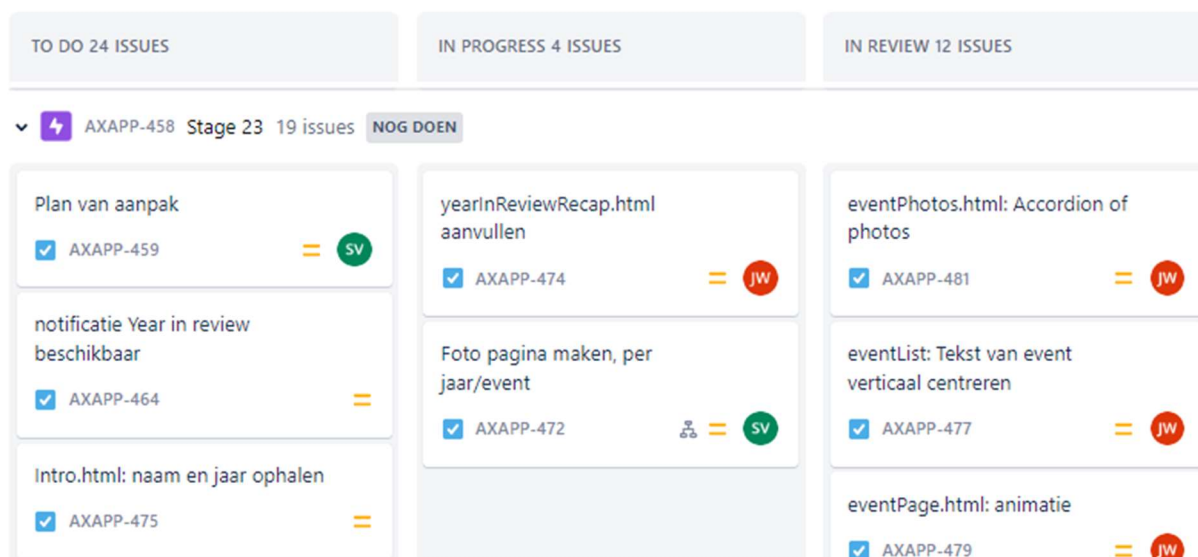 TO DO 24 ISSUES
IN PROGRESS 4 ISSUES
IN REVIEW 12 ISSUES
AXAPP-458 Stage 23 19 issues NOG DOEN
Plan van aanpak
AXAPP-459 SV
notificatie Year in review
beschikbaar
AXAPP-464
Intro.html: naam en jaar ophalen
AXAPP-475
yearInReviewRecap.html
aanvullen
AXAPP-474 JW
Foto pagina maken, per
jaar/event
AXAPP-472 SV
eventPhotos.html: Accordion of
photos
AXAPP-481 JW
eventList: Tekst van event
verticaal centreren
AXAPP-477 JW
eventPage.html: animatie
AXAPP-479 JW